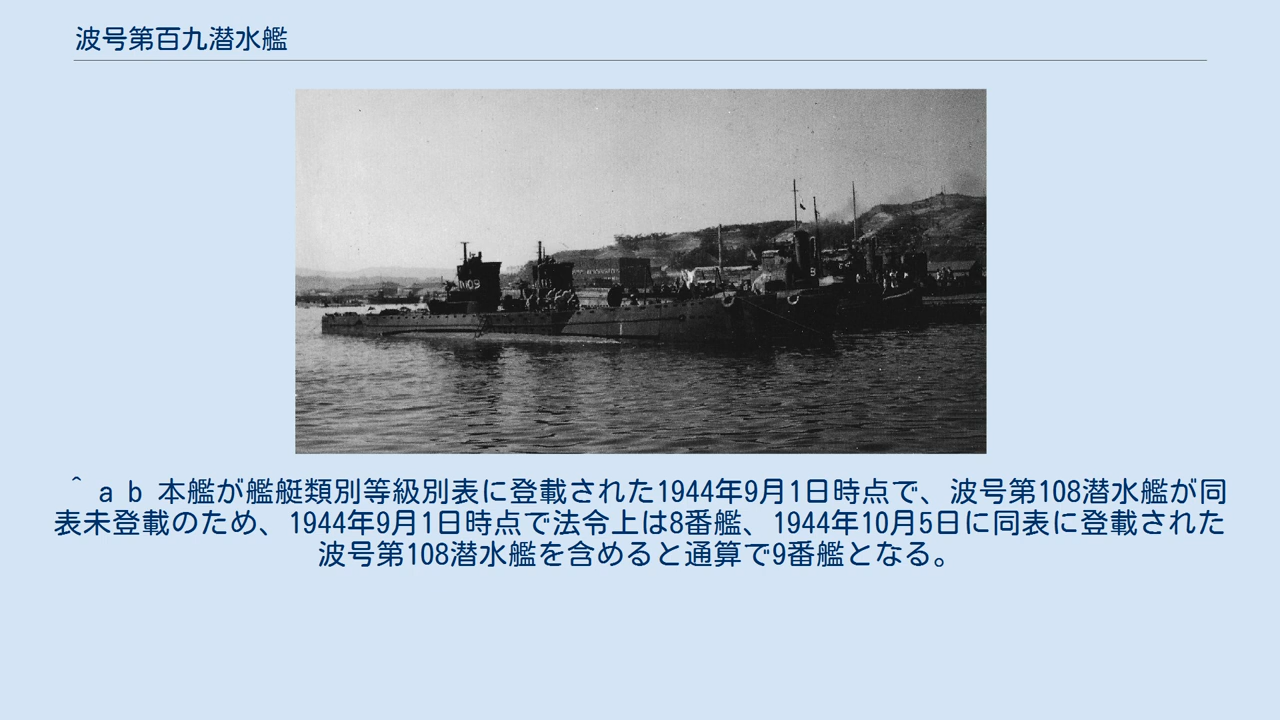 波号第百九潜水艦
^ a b 本艦が艦艇類別等級別表に登載された1944年9月1日時点で、波号第108潜水艦が同
表未登載のため、1944年9月1日時点で法令上は8番艦、1944年10月5日に同表に登載された
波号第108潜水艦を含めると通算で9番艦となる。